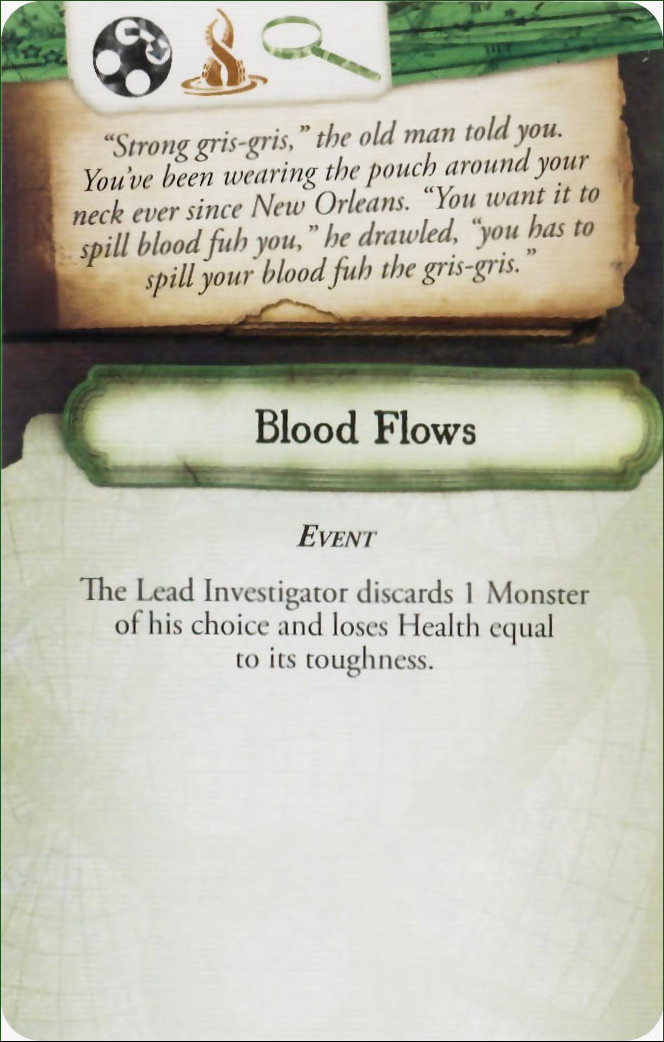 “Strong gris-gris,” the old man told you.
You’ve been wearing the pouch around your
neck ever since New Orleans. “You want it to
spill blood fuh you,” he drawled, “you has to
spill your blood fuh the gris-gris.”
Blood Flows
Event
The Lead Investigator discards 1 Monster
of his choice and loses Health equal
to its toughness.